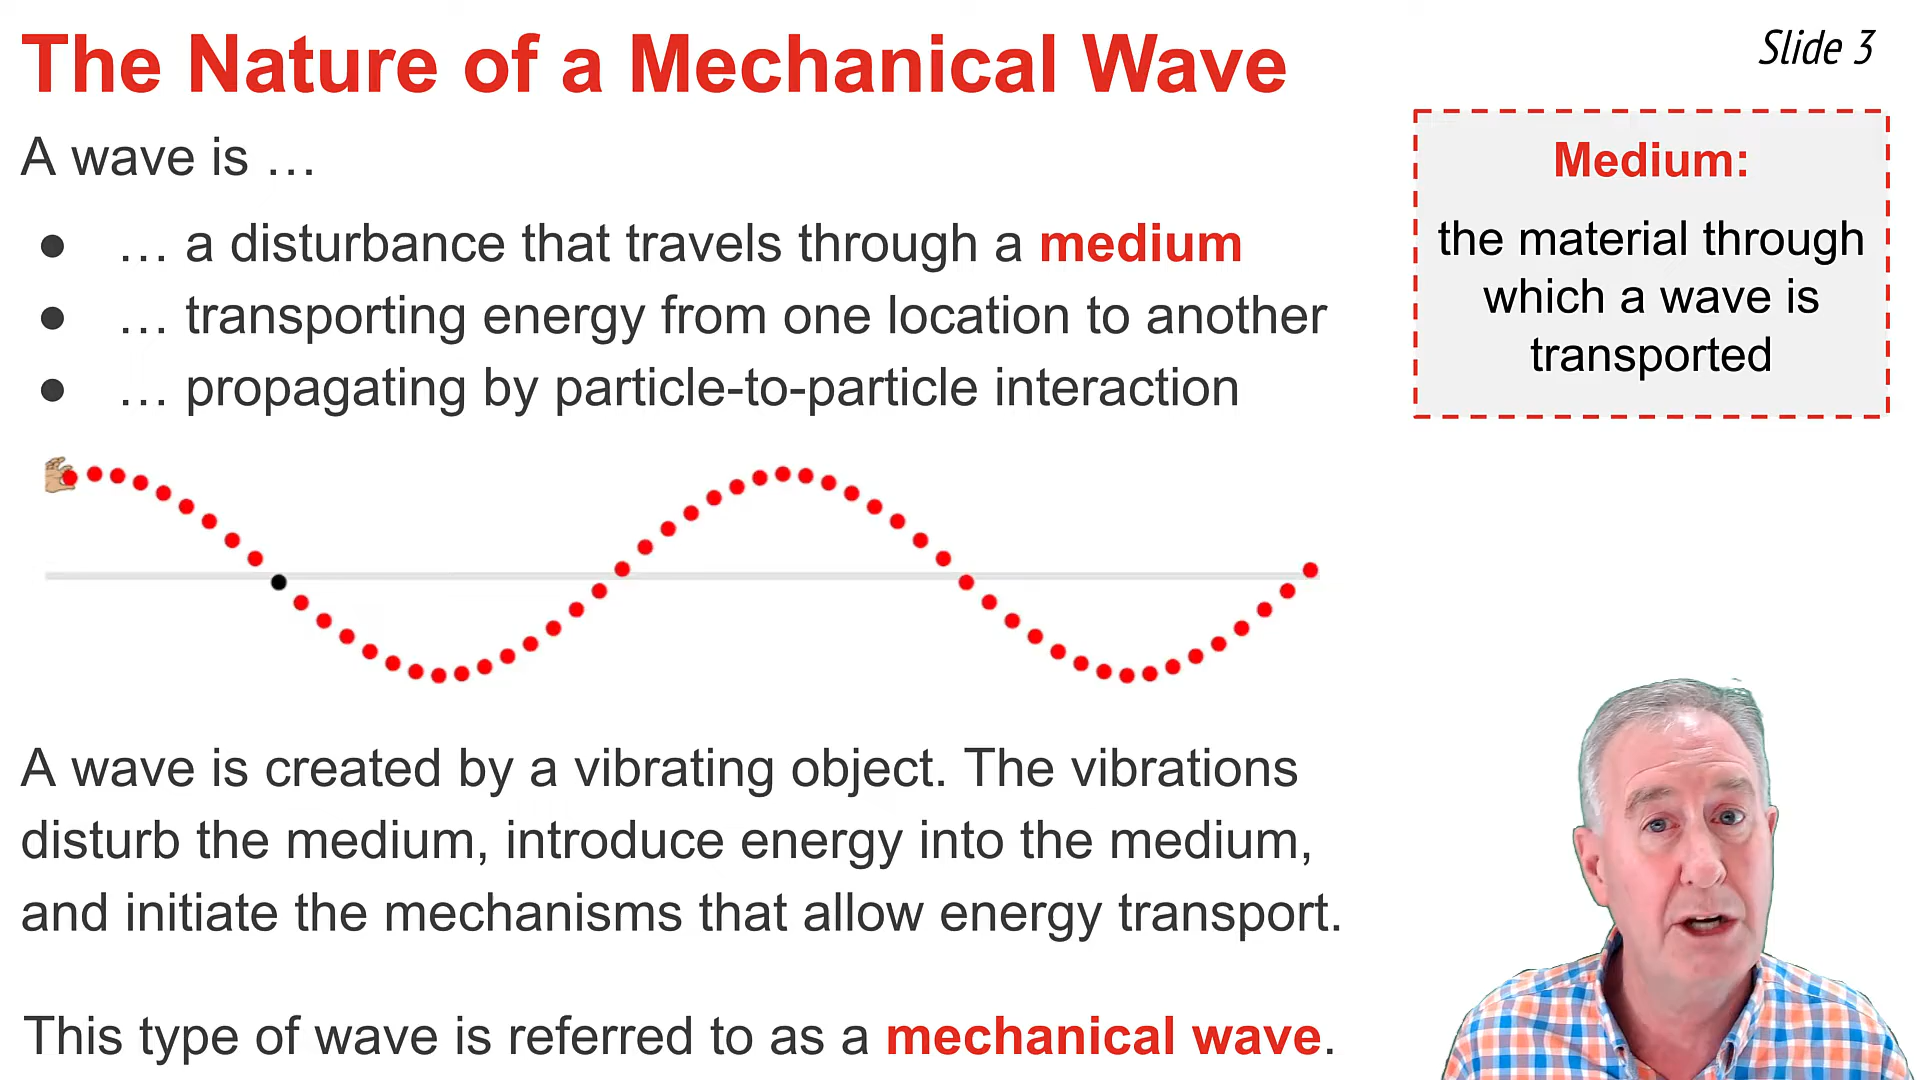 The Nature of a Mechanical Wave
Slide 3
A wave is …
● … a disturbance that travels through a medium
● … transporting energy from one location to another
● … propagating by particle-to-particle interaction
Medium:
the material through
which a wave is
transported
A wave is created by a vibrating object. The vibrations
disturb the medium, introduce energy into the medium,
and initiate the mechanisms that allow energy transport.
This type of wave is referred to as a mechanical wave.